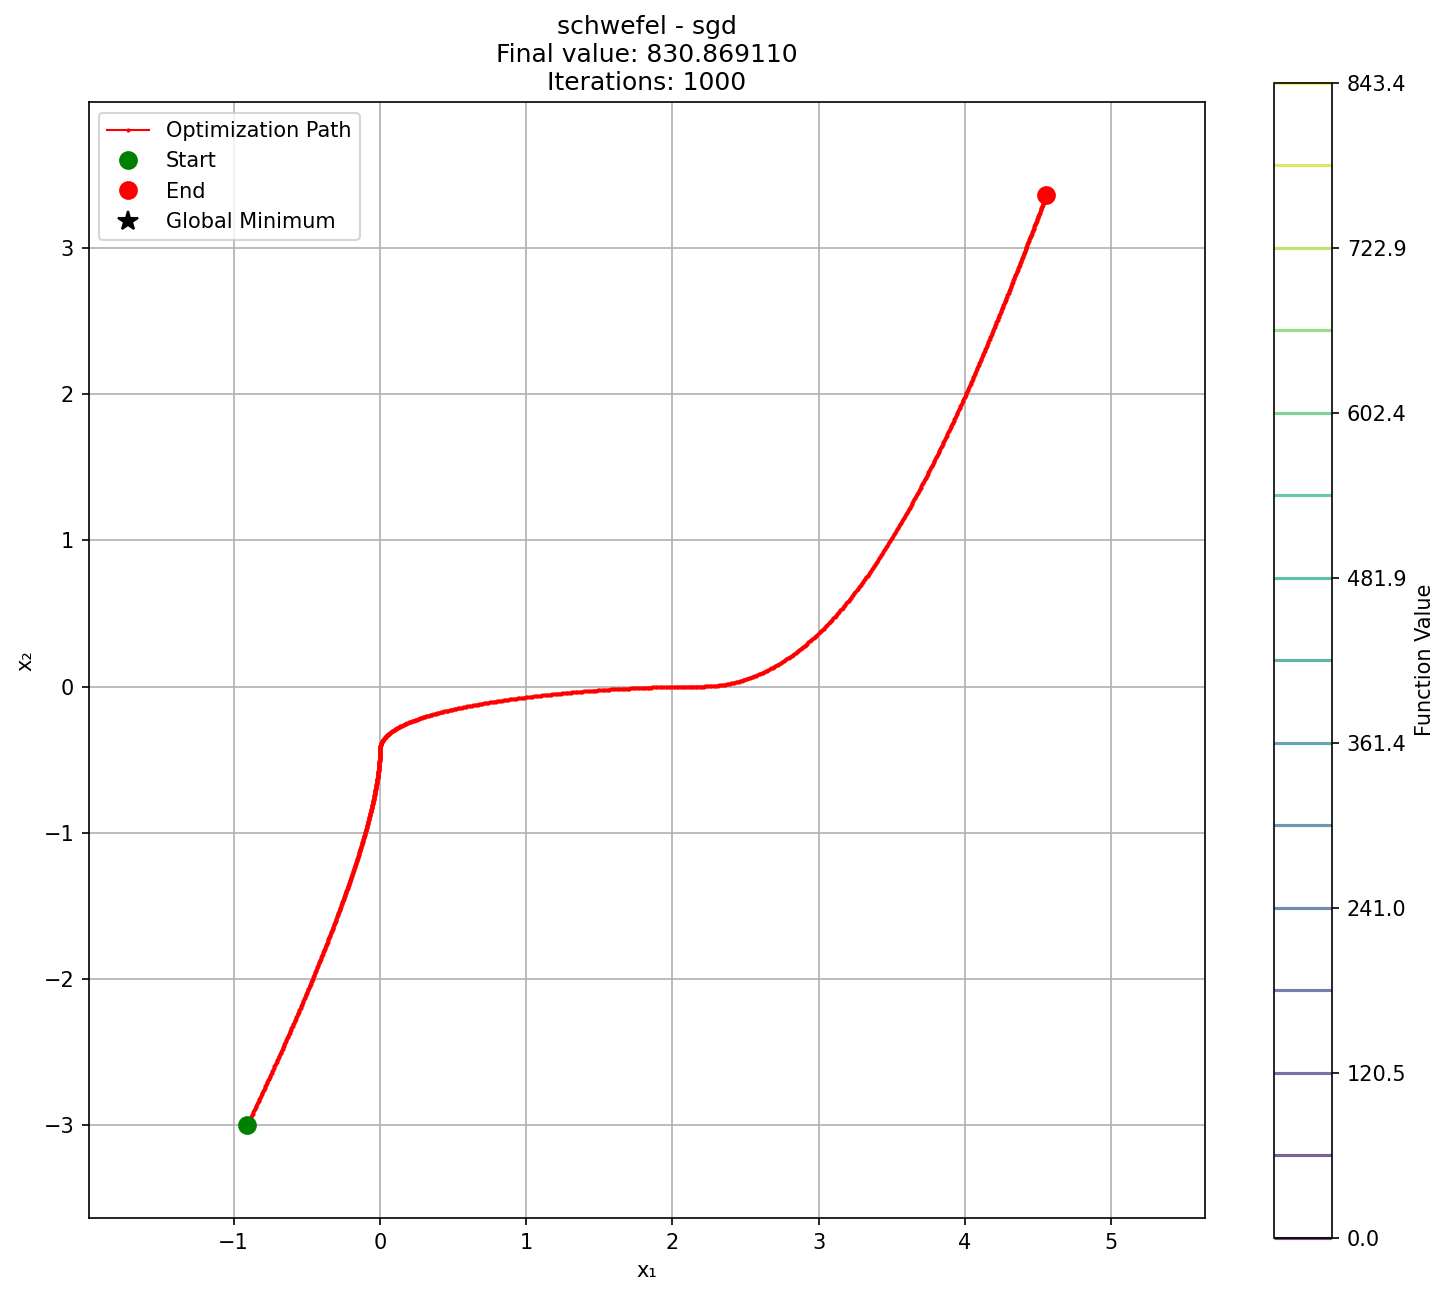 schwefel - sgd
Final value: 830.869110
Iterations: 1000
Optimization Path
Start
End
Global Minimum
3
2
1
0
−1
−2
−3
x₂
−1
0
1
2
3
4
5
x₁
843.4
722.9
602.4
481.9
361.4
241.0
120.5
0.0
Function Value